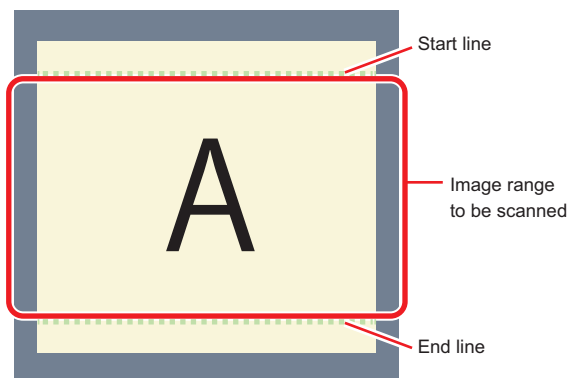 Start line
A
Image range
to be scanned
End line